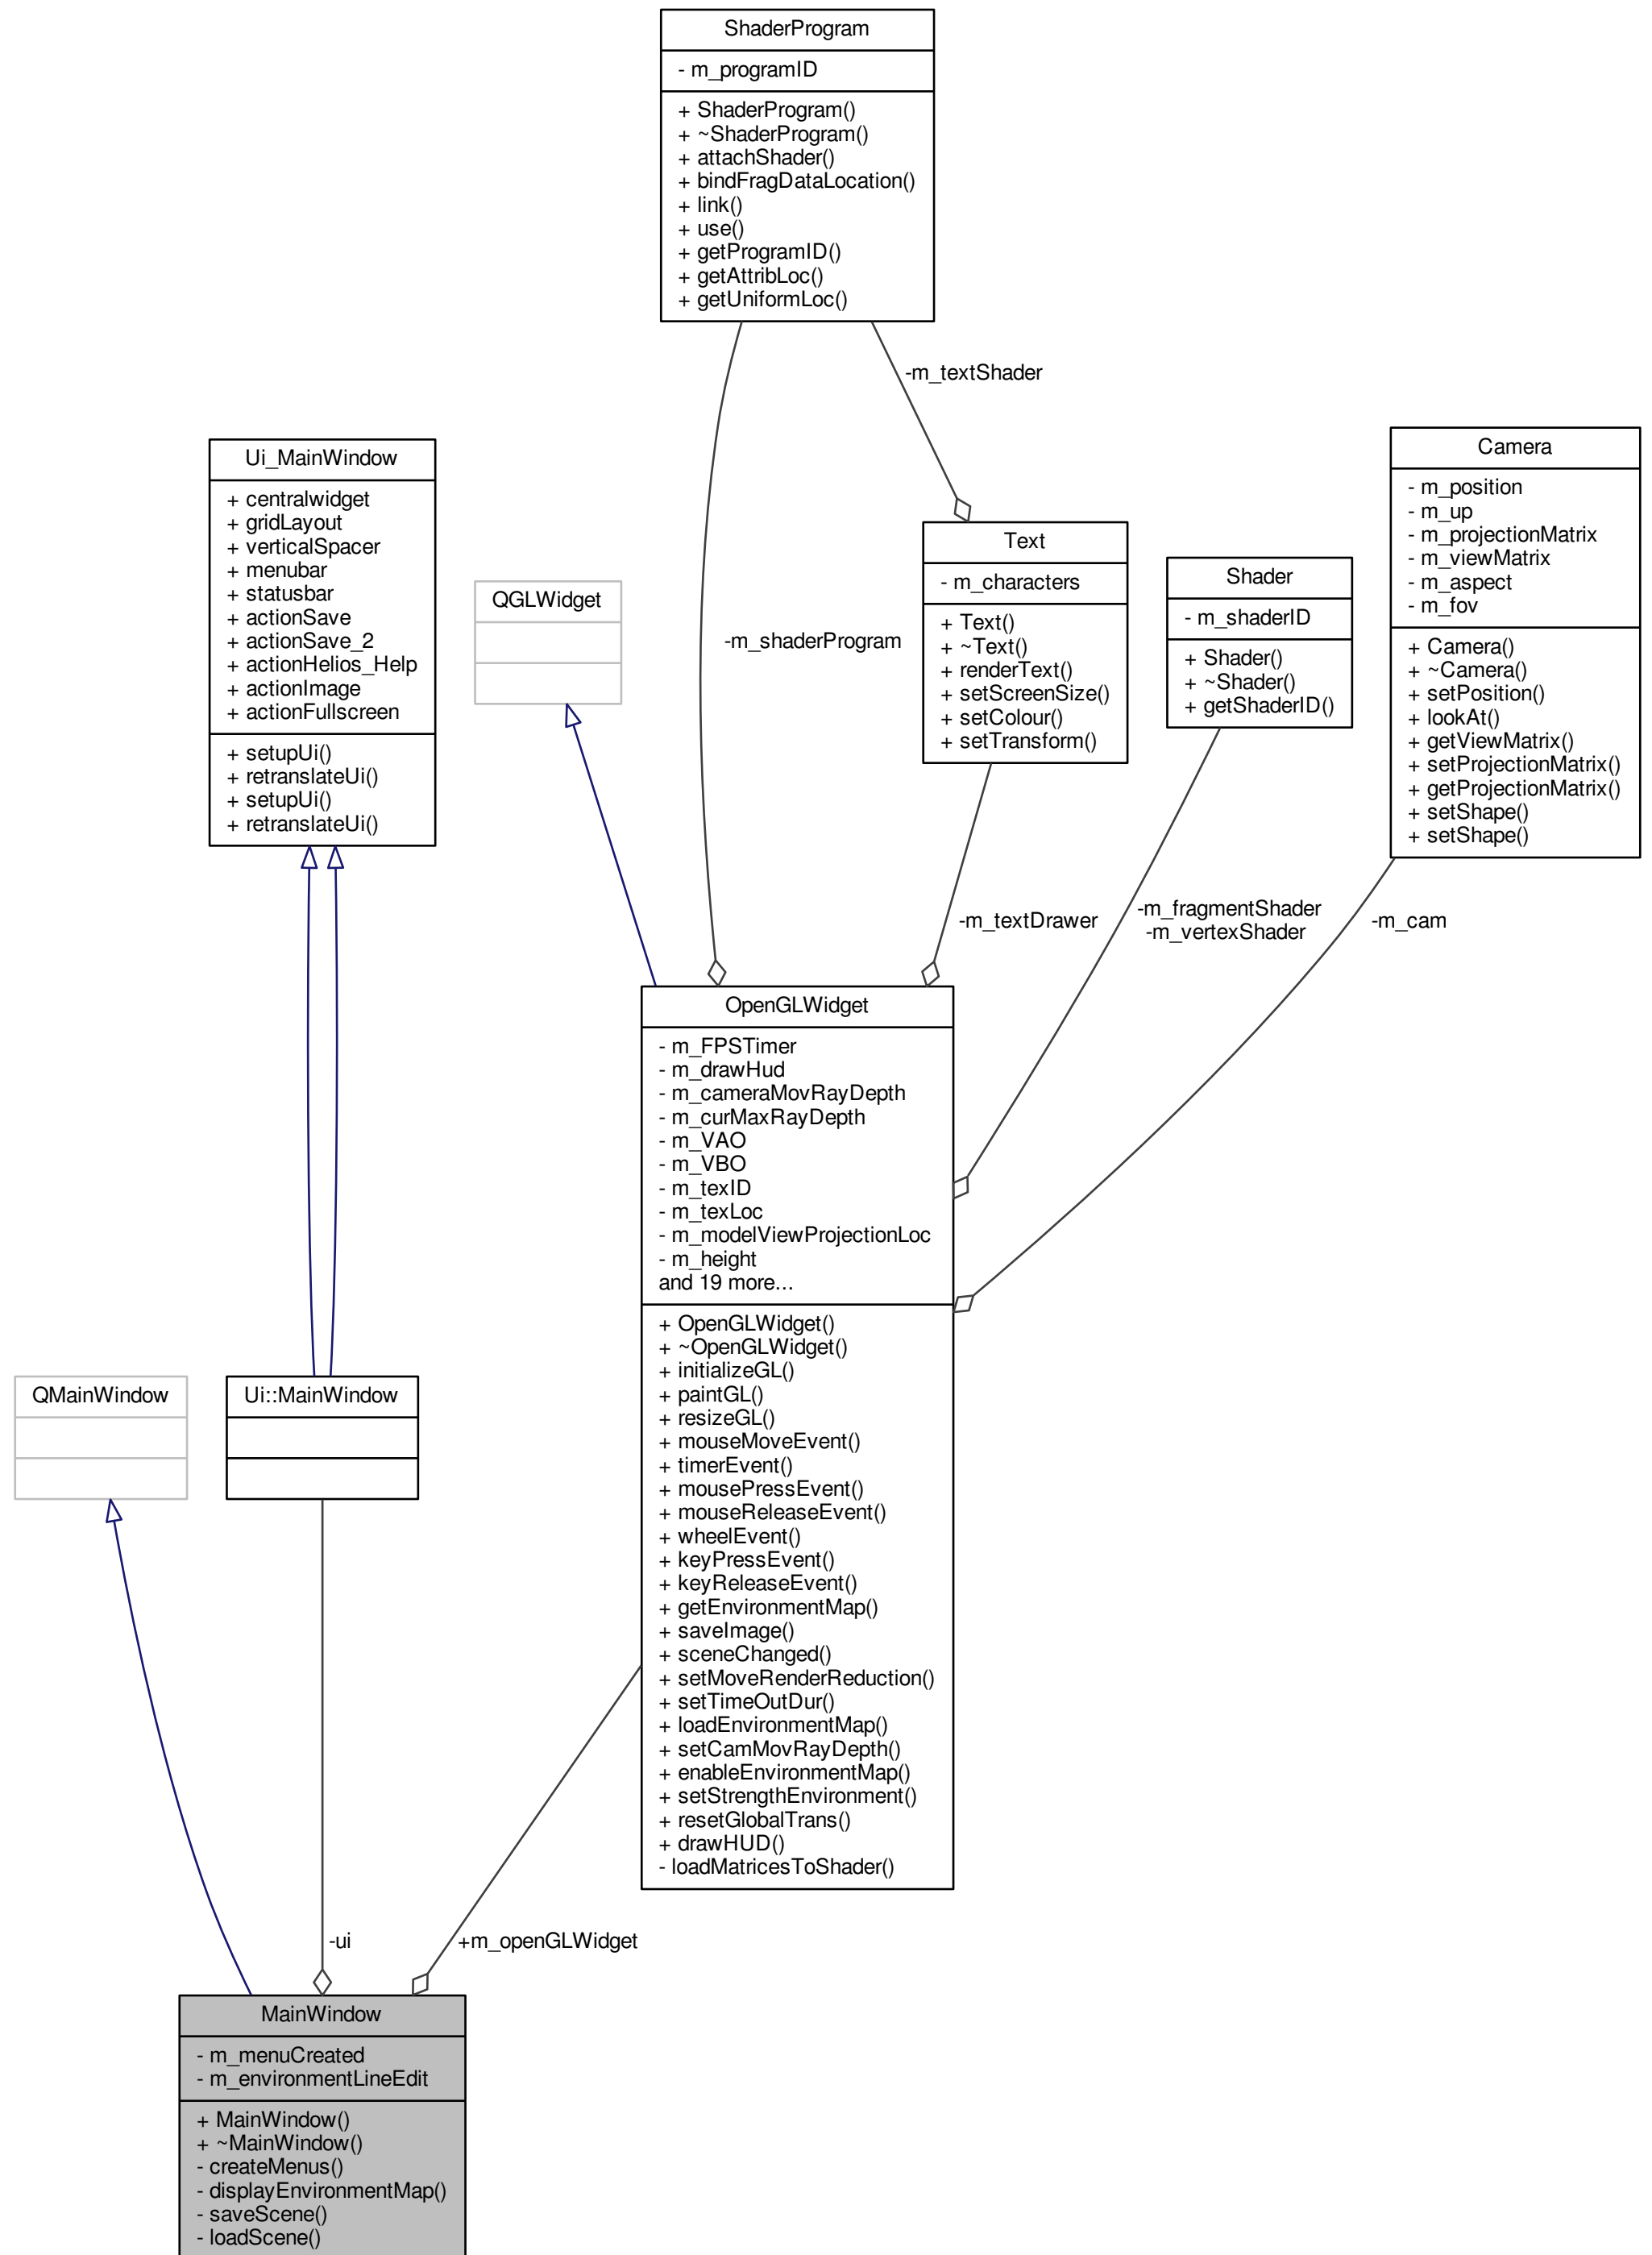 ShaderProgram
- m_programID
+ ShaderProgram()
+ ~ShaderProgram()
+ attachShader()
+ bindFragDataLocation()
+ link()
+ use()
+ getProgramID()
+ getAttribLoc()
+ getUniformLoc()
-m_textShader
Ui_MainWindow
+ centralwidget
+ gridLayout
+ verticalSpacer
+ menubar
+ statusbar
+ actionSave
+ actionSave_2
+ actionHelios_Help
+ actionImage
+ actionFullscreen
+ setupUi()
+ retranslateUi()
+ setupUi()
+ retranslateUi()
QGLWidget
-m_shaderProgram
Text
- m_characters
+ Text()
+ ~Text()
+ renderText()
+ setScreenSize()
+ setColour()
+ setTransform()
Shader
- m_shaderID
+ Shader()
+ ~Shader()
+ getShaderID()
Camera
- m_position
- m_up
- m_projectionMatrix
- m_viewMatrix
- m_aspect
- m_fov
+ Camera()
+ ~Camera()
+ setPosition()
+ lookAt()
+ getViewMatrix()
+ setProjectionMatrix()
+ getProjectionMatrix()
+ setShape()
+ setShape()
-m_textDrawer
-m_fragmentShader
-m_vertexShader
-m_cam
OpenGLWidget
- m_FPSTimer
- m_drawHud
- m_cameraMovRayDepth
- m_curMaxRayDepth
- m_VAO
- m_VBO
- m_texID
- m_texLoc
- m_modelViewProjectionLoc
- m_height
and 19 more...
+ OpenGLWidget()
+ ~OpenGLWidget()
+ initializeGL()
+ paintGL()
+ resizeGL()
+ mouseMoveEvent()
+ timerEvent()
+ mousePressEvent()
+ mouseReleaseEvent()
+ wheelEvent()
+ keyPressEvent()
+ keyReleaseEvent()
+ getEnvironmentMap()
+ saveImage()
+ sceneChanged()
+ setMoveRenderReduction()
+ setTimeOutDur()
+ loadEnvironmentMap()
+ setCamMovRayDepth()
+ enableEnvironmentMap()
+ setStrengthEnvironment()
+ resetGlobalTrans()
+ drawHUD()
- loadMatricesToShader()
QMainWindow
Ui::MainWindow
-ui
+m_openGLWidget
MainWindow
- m_menuCreated
- m_environmentLineEdit
+ MainWindow()
+ ~MainWindow()
- createMenus()
- displayEnvironmentMap()
- saveScene()
- loadScene()